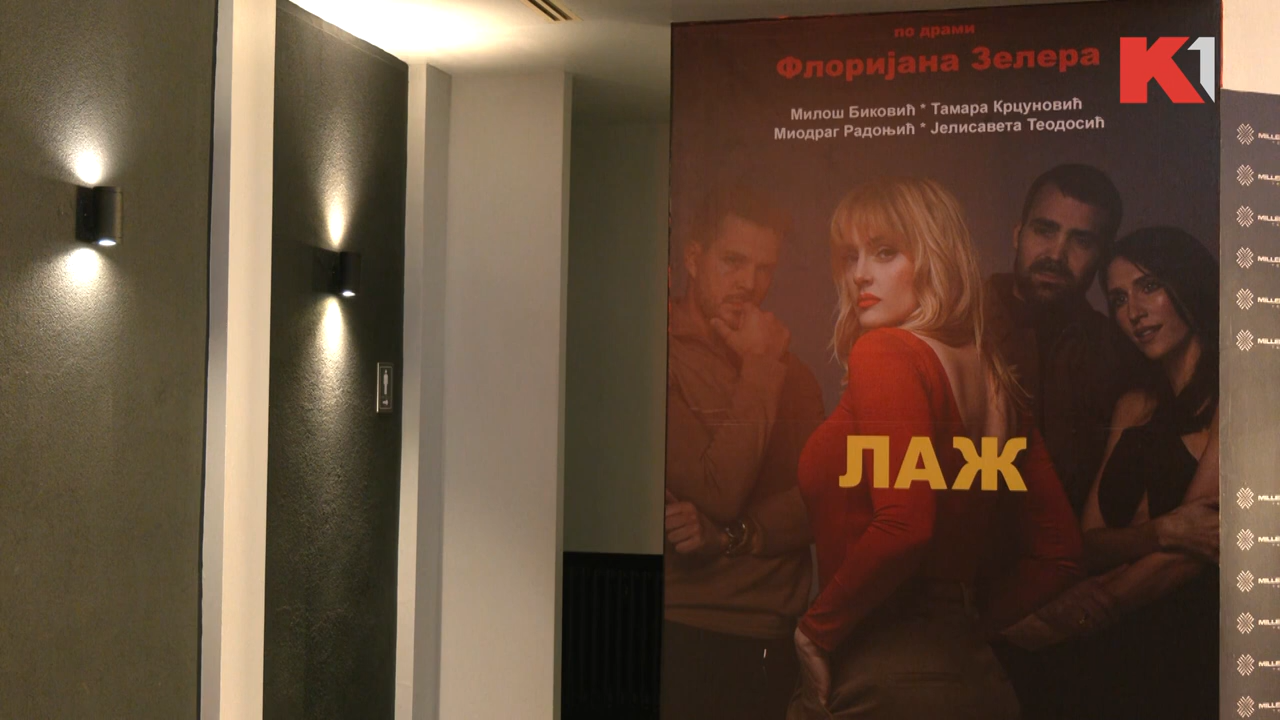 по драми
Флоријана Зелера
K1
Милош Биковић * Тамара Крцуновић
Миодраг Радоњић * Јелисавета Теодосић
ЛАЖ